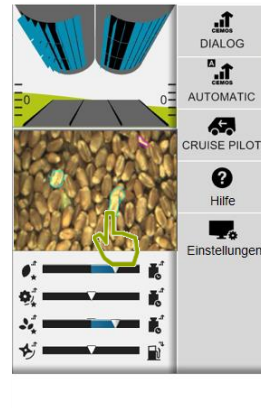 CEMOS
DIALOG
A
CEMOS
AUTOMATIC
0
0
CRUISE PILOT
?
Hilfe
Einstellungen